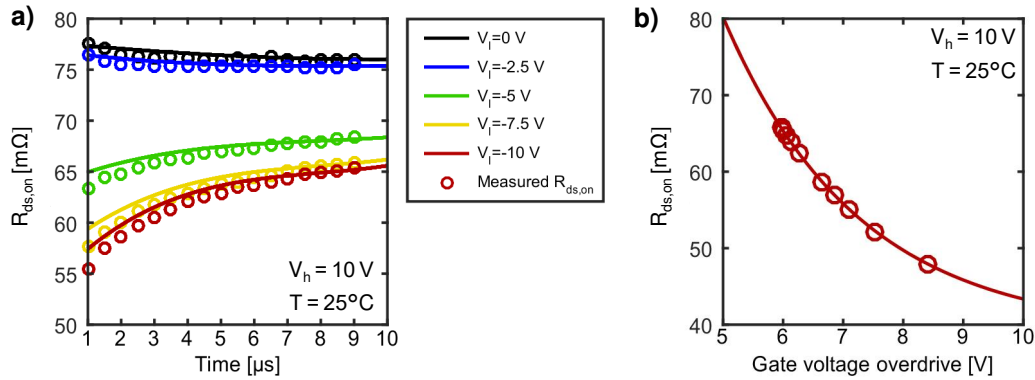 a)
80
75
70
65
60
55
50
R_ds,on [mΩ]
1 2 3 4 5 6 7 8 9 10
Time [µs]
V_h = 10 V
T = 25°C
V_l=0 V
V_l=-2.5 V
V_l=-5 V
V_l=-7.5 V
V_l=-10 V
Measured R_ds,on
b)
80
70
60
50
40
R_ds,on [mΩ]
5 6 7 8 9 10
Gate voltage overdrive [V]
V_h = 10 V
T = 25°C